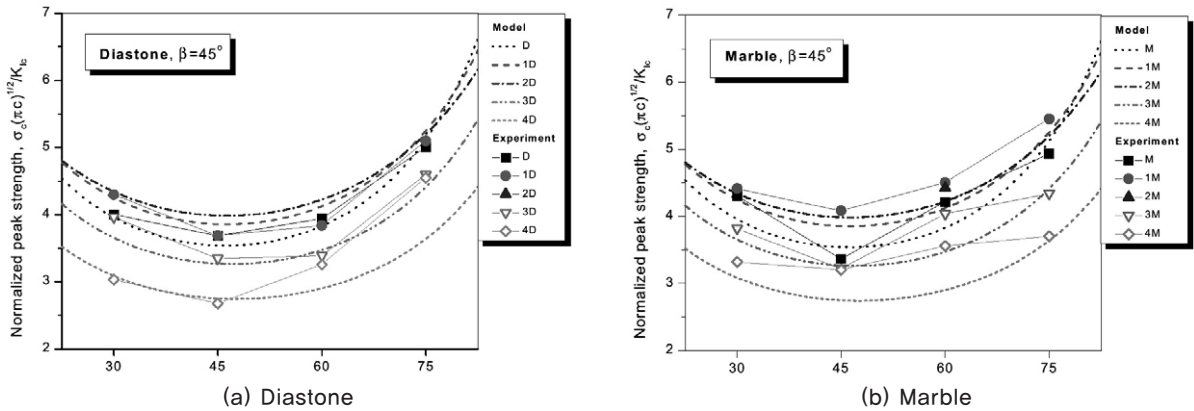 Diastone, β=45°
Normalized peak strength, σc(πc)1/2/KIc
7
6
5
4
3
2
30 45 60 75
Model
D
1D
2D
3D
4D
Experiment
D
1D
2D
3D
4D
(a) Diastone
Marble, β=45°
Normalized peak strength, σc(πc)1/2/KIc
7
6
5
4
3
2
30 45 60 75
Model
M
1M
2M
3M
4M
Experiment
M
1M
2M
3M
4M
(b) Marble